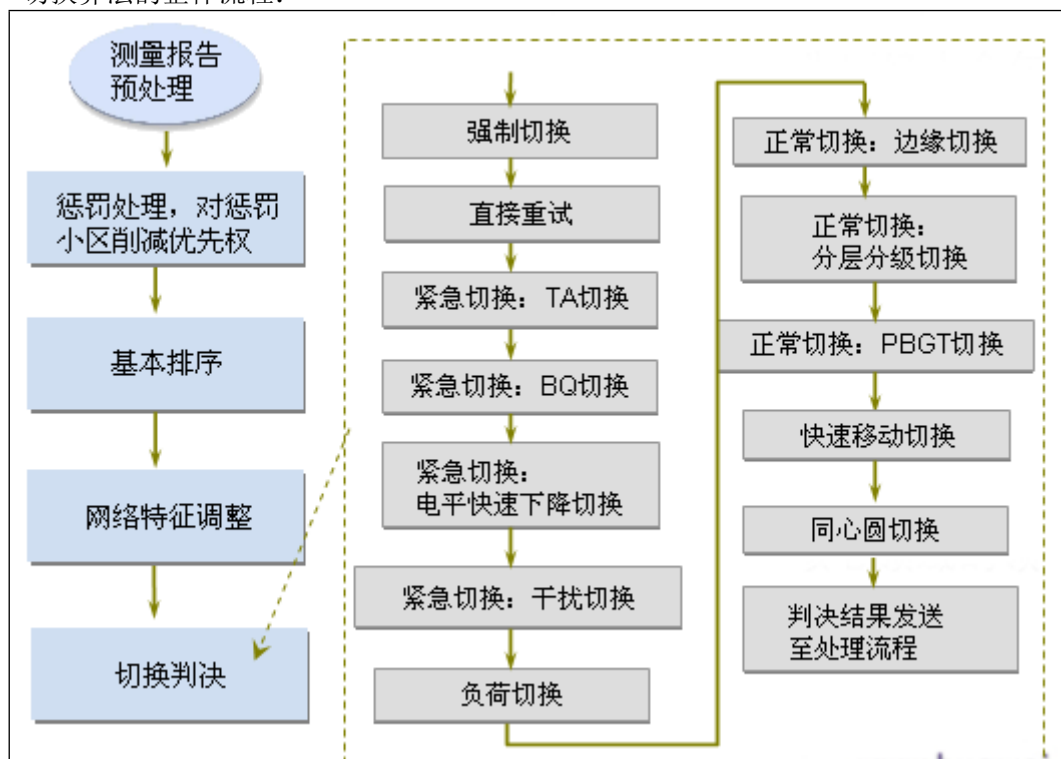 测量报告
预处理
惩罚处理，对惩罚
小区削减优先权
基本排序
网络特征调整
切换判决
强制切换
直接重试
紧急切换：TA切换
紧急切换：BQ切换
紧急切换：
电平快速下降切换
紧急切换：干扰切换
负荷切换
正常切换：边缘切换
正常切换：
分层分级切换
正常切换：PBGT切换
快速移动切换
同心圆切换
判决结果发送
至处理流程